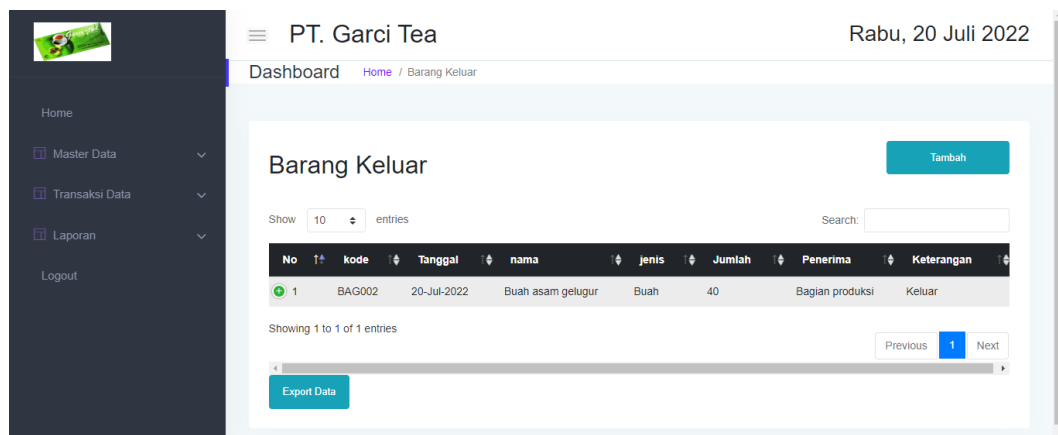 PT. Garci Tea
Rabu, 20 Juli 2022
Dashboard Home / Barang Keluar
Home
Master Data
Transaksi Data
Laporan
Logout
Barang Keluar
Tambah
Show 10 entries
Search:
No kode Tanggal nama jenis Jumlah Penerima Keterangan
1 BAG002 20-Jul-2022 Buah asam gelugur Buah 40 Bagian produksi Keluar
Showing 1 to 1 of 1 entries
Previous 1 Next
Export Data